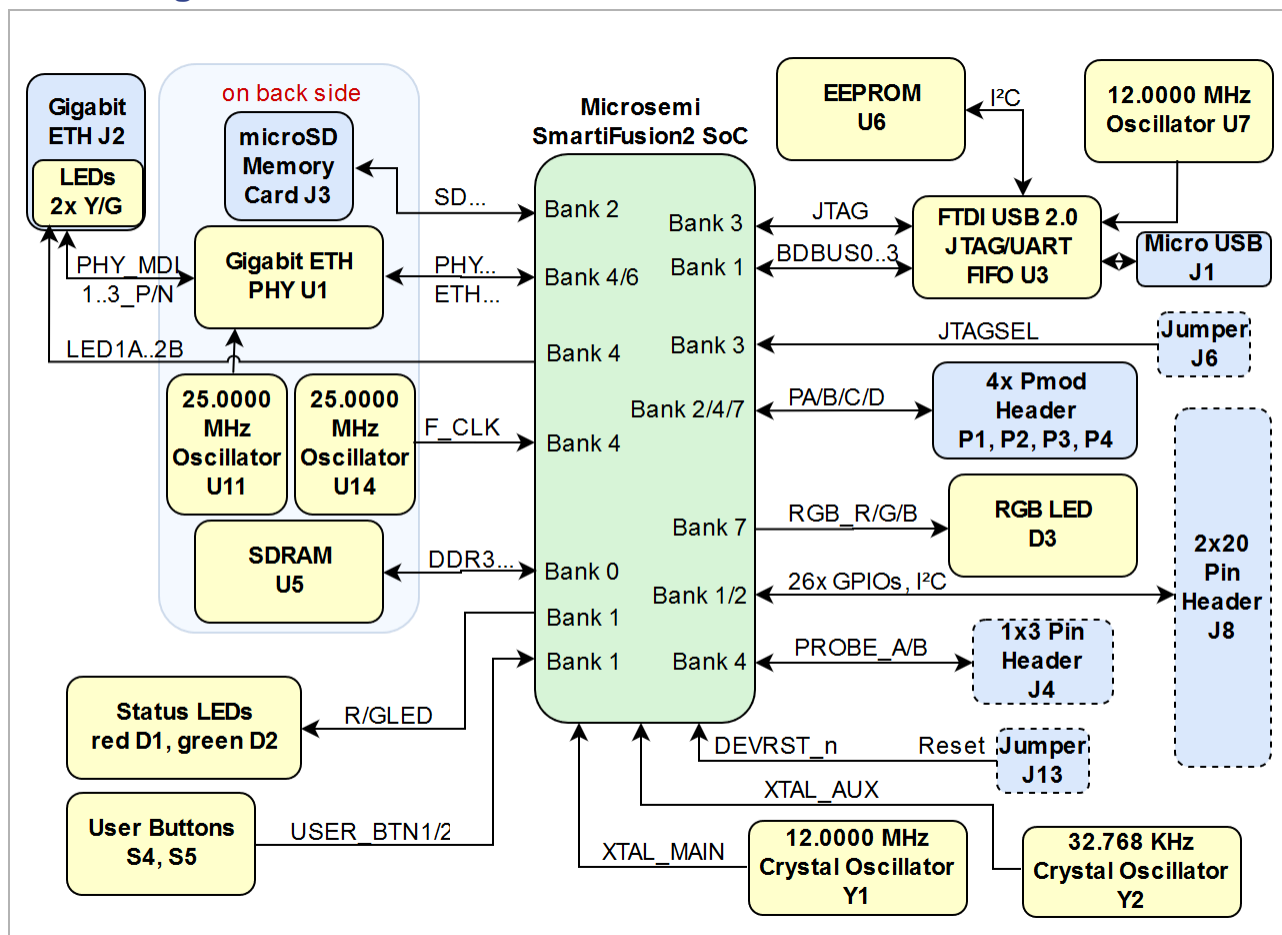 Gigabit
ETH J2
LEDs
2x Y/G
on back side
microSD
Memory
Card J3
SD...
Gigabit ETH
PHY U1
PHY_MDI
1..3_P/N
PHY...
ETH...
LED1A..2B
25.0000
MHz
Oscillator
U11
25.0000
MHz
Oscillator
U14
F_CLK
SDRAM
U5
DDR3...
Status LEDs
red D1, green D2
R/GLED
User Buttons
S4, S5
USER_BTN1/2
Microsemi
SmartiFusion2 SoC
Bank 2
Bank 4/6
Bank 4
Bank 4
Bank 0
Bank 1
Bank 1
Bank 3
Bank 1
Bank 3
Bank 2/4/7
Bank 7
Bank 1/2
Bank 4
EEPROM
U6
I²C
12.0000 MHz
Oscillator U7
JTAG
BDBUS0..3
FTDI USB 2.0
JTAG/UART
FIFO U3
Micro USB
J1
JTAGSEL
Jumper
J6
PA/B/C/D
4x Pmod
Header
P1, P2, P3, P4
RGB_R/G/B
RGB LED
D3
26x GPIOs, I²C
2x20
Pin
Header
J8
PROBE_A/B
1x3 Pin
Header
J4
DEVRST_n
Reset
Jumper
J13
XTAL_AUX
XTAL_MAIN
12.0000 MHz
Crystal Oscillator
Y1
32.768 KHz
Crystal Oscillator
Y2